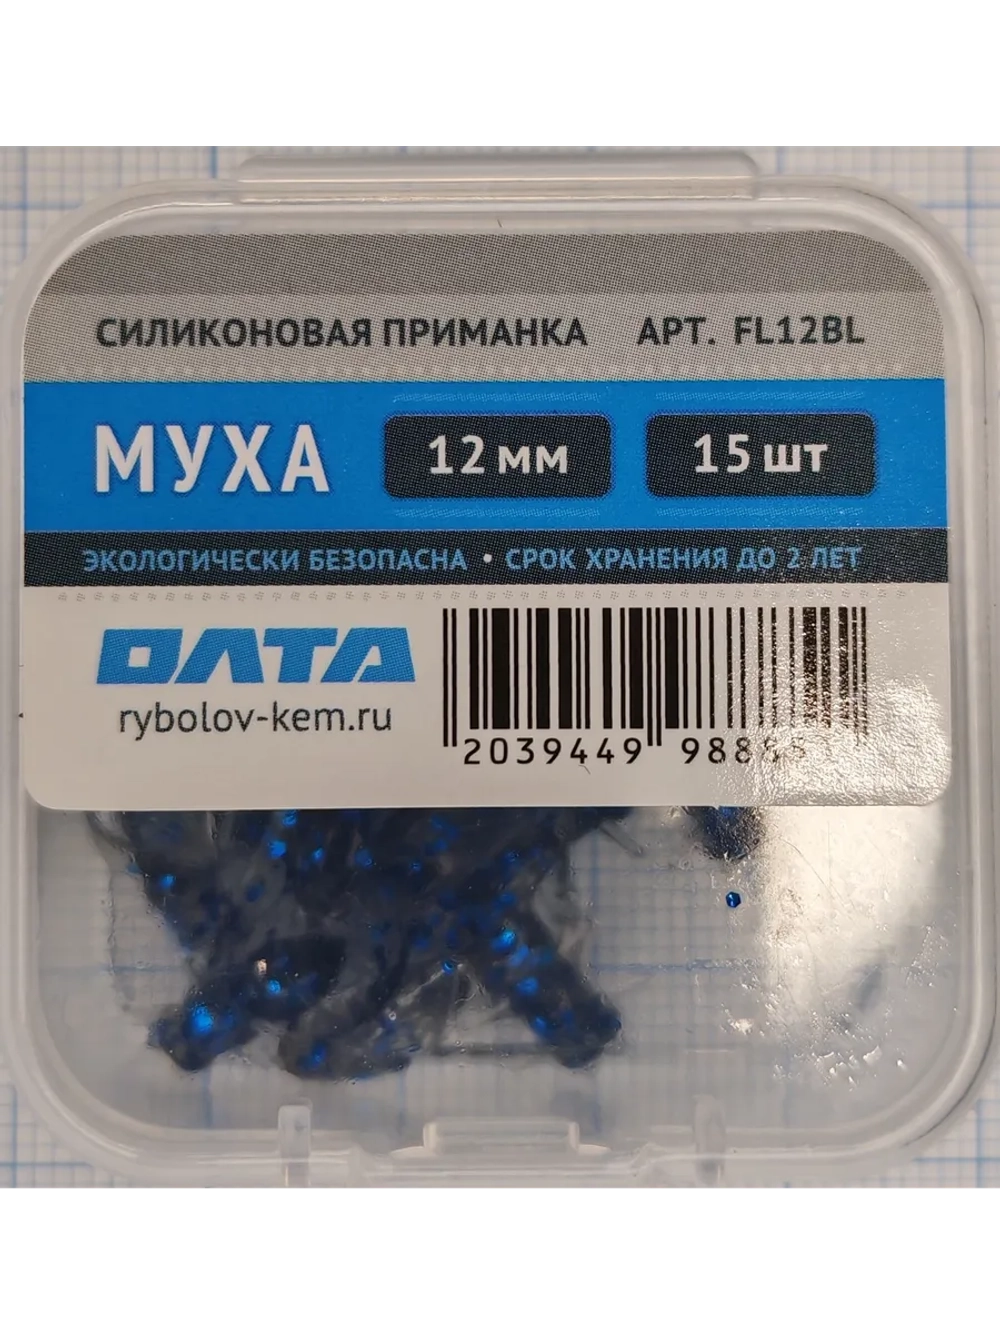 СИЛИКОНОВАЯ ПРИМАНКА АРТ. FL12BL
МУХА 12 мм 15 шт
ЭКОЛОГИЧЕСКИ БЕЗОПАСНА • СРОК ХРАНЕНИЯ ДО 2 ЛЕТ
ОЛТА
rybolov-kem.ru
2039449